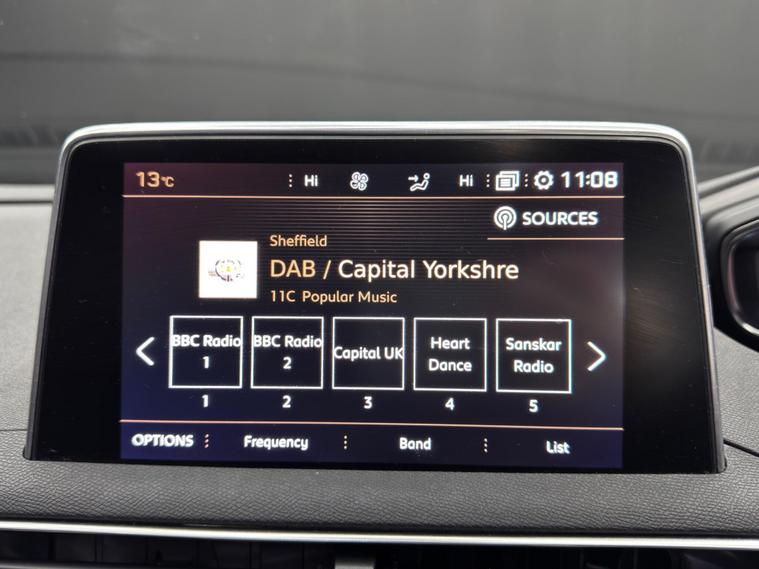 13°C Hi Hi 11:08
SOURCES
Sheffield
DAB / Capital Yorkshre
11C Popular Music
BBC Radio 1
BBC Radio 2
Capital UK
Heart Dance
Sanskar Radio
1 2 3 4 5
OPTIONS Frequency Band List